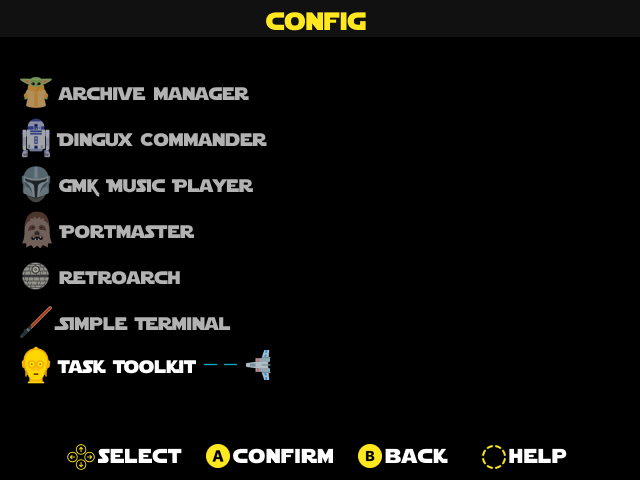 CONFIG
ARCHIVE MANAGER
DINGUX COMMANDER
GMK MUSIC PLAYER
PORTMASTER
RETROARCH
SIMPLE TERMINAL
TASK TOOLKIT
SELECT A CONFIRM B BACK HELP